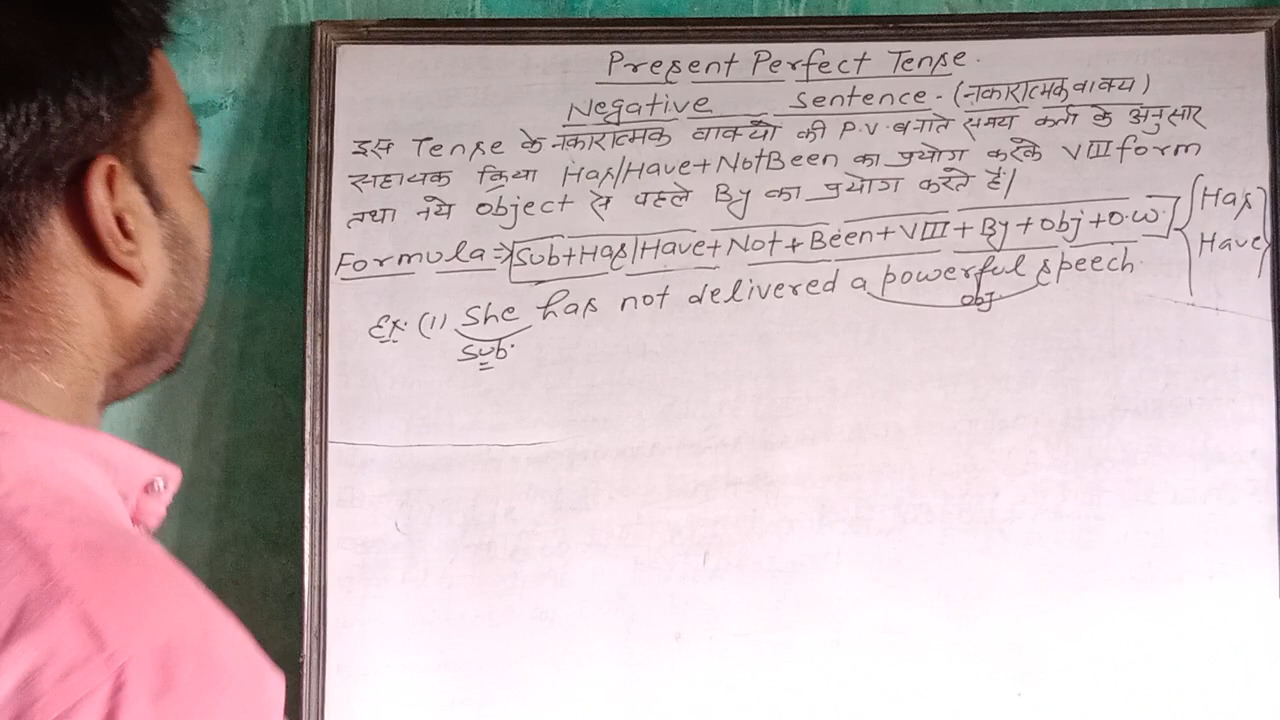 Present Perfect Tense.
Negative Sentence. (नकारात्मक वाक्य)
इस Tense के नकारात्मक वाक्यों की P.V. बनाते समय कर्ता के अनुसार
सहायक क्रिया Has/Have+Not Been का प्रयोग करके VIII form
तथा नये object से पहले By का प्रयोग करते हैं।
Formula⇒ Sub+Has/Have+Not+Been+VIII+By+Obj+O.W. Has
Have
Ex. (1) She has not delivered a powerful speech.
Sub. Obj